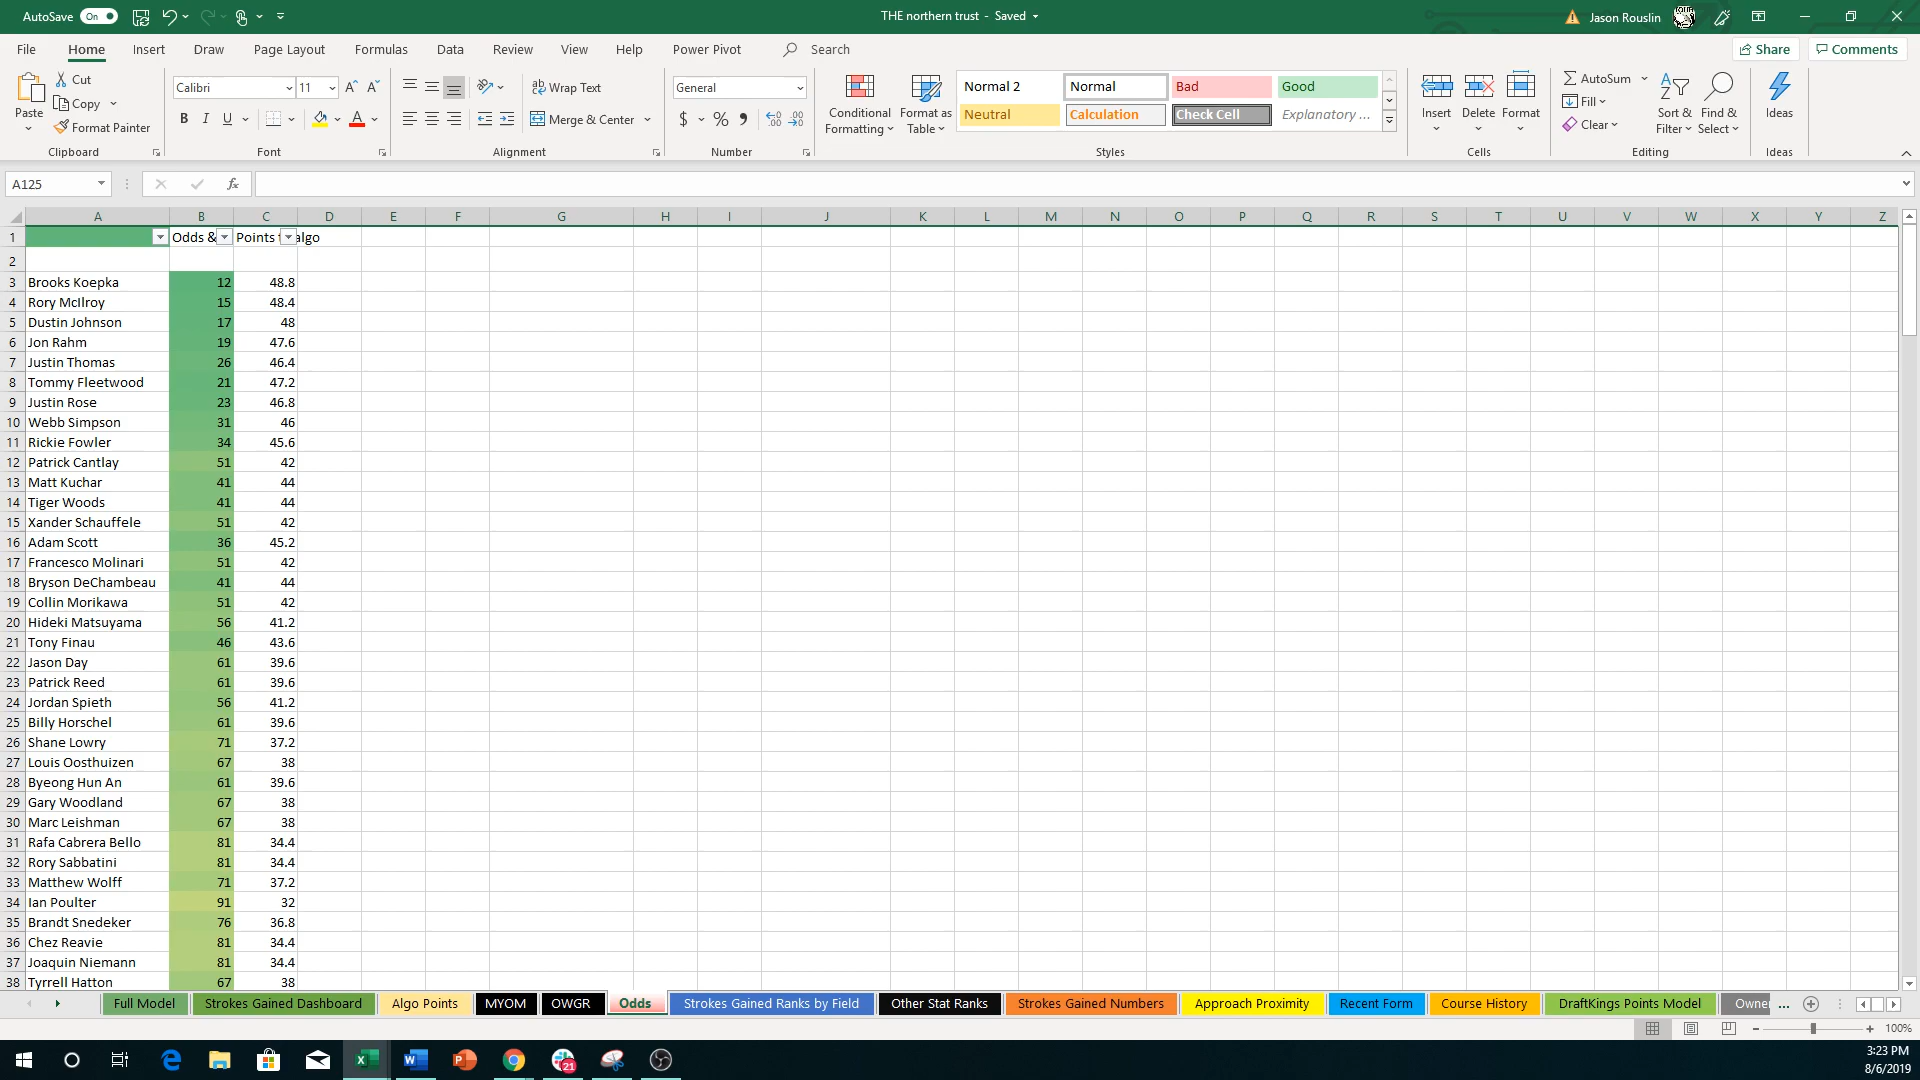 AutoSave On THE northern trust - Saved Jason Rouslin
File Home Insert Draw Page Layout Formulas Data Review View Help Power Pivot Search Share Comments
Paste Cut Copy Format Painter
Clipboard
Calibri 11
B I U
Font
Wrap Text
Merge & Center
Alignment
General
$ % 9
Number
Conditional Formatting Format as Table
Normal 2 Normal Bad Good
Neutral Calculation Check Cell Explanatory ...
Styles
Insert Delete Format
Cells
AutoSum Fill Clear
Sort & Filter Find & Select
Editing
Ideas
Ideas
A125 fx
A B C D E F G H I J K L M N O P Q R S T U V W X Y Z
1 Odds & Points t algo
2
3 Brooks Koepka 12 48.8
4 Rory McIlroy 15 48.4
5 Dustin Johnson 17 48
6 Jon Rahm 19 47.6
7 Justin Thomas 26 46.4
8 Tommy Fleetwood 21 47.2
9 Justin Rose 23 46.8
10 Webb Simpson 31 46
11 Rickie Fowler 34 45.6
12 Patrick Cantlay 51 42
13 Matt Kuchar 41 44
14 Tiger Woods 41 44
15 Xander Schauffele 51 42
16 Adam Scott 36 45.2
17 Francesco Molinari 51 42
18 Bryson DeChambeau 41 44
19 Collin Morikawa 51 42
20 Hideki Matsuyama 56 41.2
21 Tony Finau 46 43.6
22 Jason Day 61 39.6
23 Patrick Reed 61 39.6
24 Jordan Spieth 56 41.2
25 Billy Horschel 61 39.6
26 Shane Lowry 71 37.2
27 Louis Oosthuizen 67 38
28 Byeong Hun An 61 39.6
29 Gary Woodland 67 38
30 Marc Leishman 67 38
31 Rafa Cabrera Bello 81 34.4
32 Rory Sabbatini 81 34.4
33 Matthew Wolff 71 37.2
34 Ian Poulter 91 32
35 Brandt Snedeker 76 36.8
36 Chez Reavie 81 34.4
37 Joaquin Niemann 81 34.4
38 Tyrrell Hatton 67 38
Full Model Strokes Gained Dashboard Algo Points MYOM OWGR Odds Strokes Gained Ranks by Field Other Stat Ranks Strokes Gained Numbers Approach Proximity Recent Form Course History DraftKings Points Model Owne ...
100%
21
3:23 PM
8/6/2019